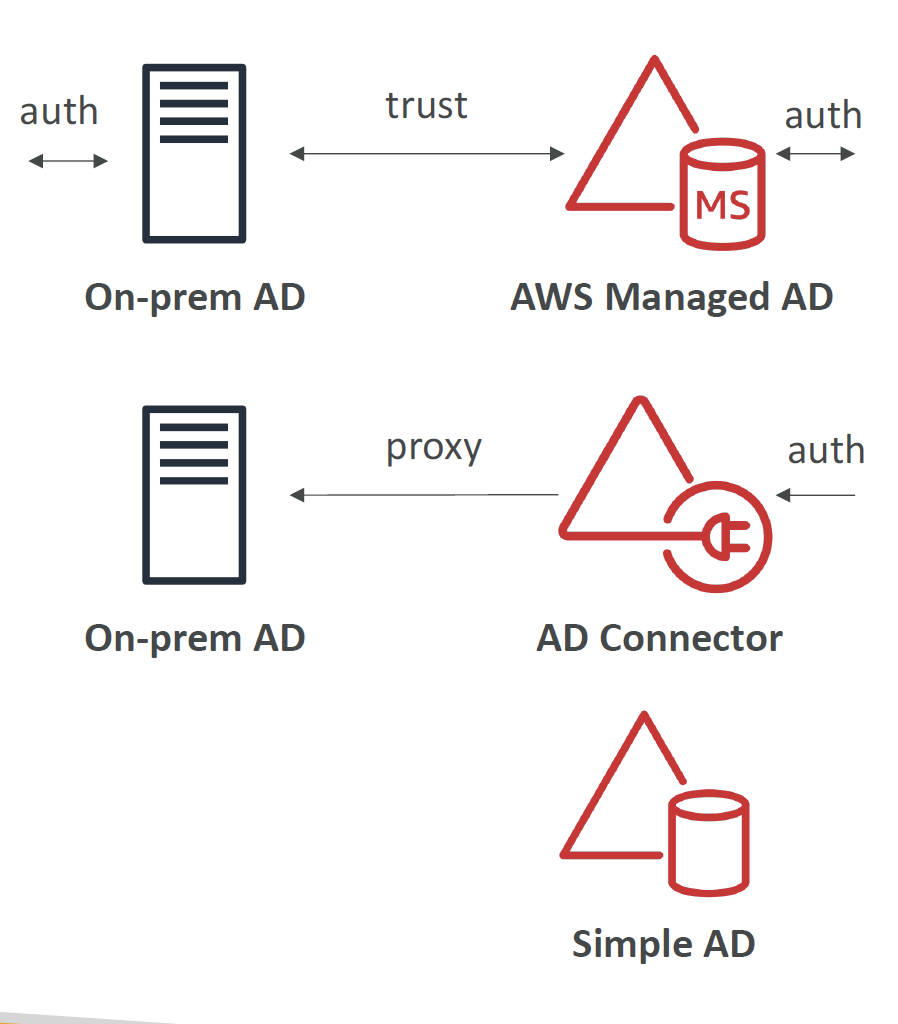 auth
trust
auth
MS
On-prem AD
AWS Managed AD
proxy
auth
On-prem AD
AD Connector
Simple AD